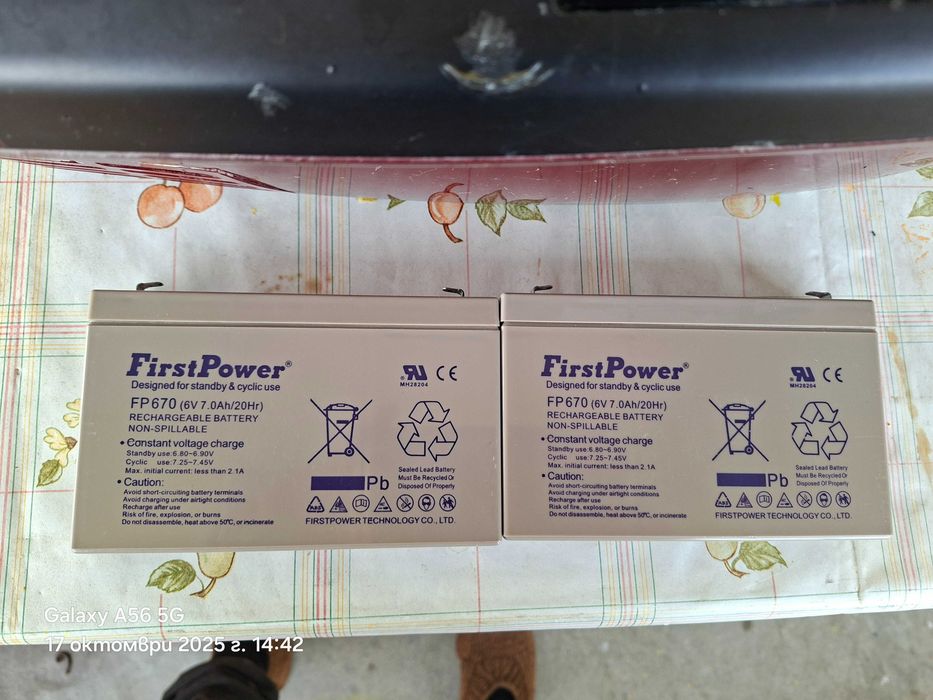 FirstPower®
Designed for standby & cyclic use
FP670 (6V 7.0Ah/20Hr)
RECHARGEABLE BATTERY
NON-SPILLABLE
• Constant voltage charge
Standby use: 6.80~6.90V
Cyclic use: 7.25~7.45V
Max. initial current: less than 2.1A
• Caution:
Avoid short-circuiting battery terminals
Avoid charging under airtight conditions
Recharge after use
Risk of fire, explosion, or burns
Do not disassemble, heat above 50℃, or incinerate
MH28204
CE
Pb
Sealed Lead Battery
Must Be Recycled Or
Disposed Of Properly
FIRSTPOWER TECHNOLOGY CO., LTD.
FirstPower®
Designed for standby & cyclic use
FP670 (6V 7.0Ah/20Hr)
RECHARGEABLE BATTERY
NON-SPILLABLE
• Constant voltage charge
Standby use: 6.80~6.90V
Cyclic use: 7.25~7.45V
Max. initial current: less than 2.1A
• Caution:
Avoid short-circuiting battery terminals
Avoid charging under airtight conditions
Recharge after use
Risk of fire, explosion, or burns
Do not disassemble, heat above 50℃, or incinerate
MH28204
CE
Pb
Sealed Lead Battery
Must Be Recycled Or
Disposed Of Properly
FIRSTPOWER TECHNOLOGY CO., LTD.
Galaxy A56 5G
17 октомври 2025 г. 14:42